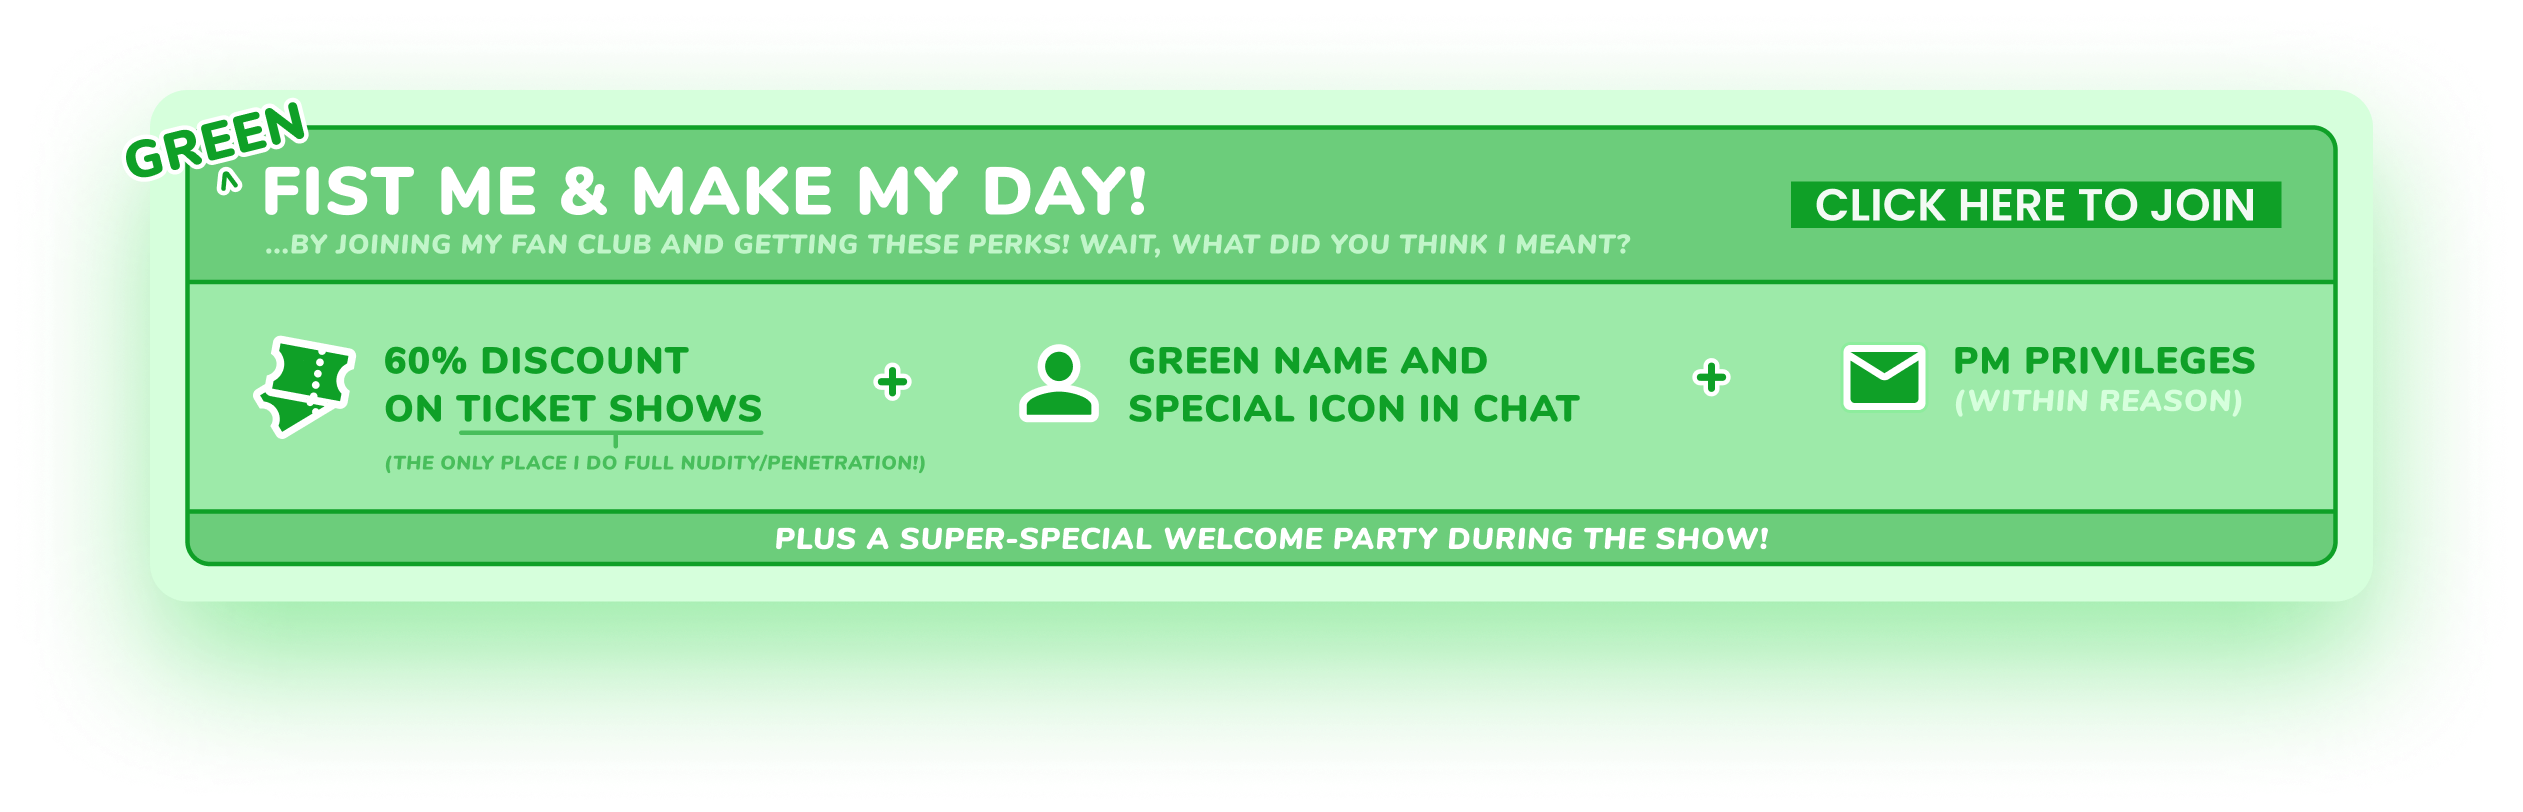 GREEN
^
FIST ME & MAKE MY DAY!
...BY JOINING MY FAN CLUB AND GETTING THESE PERKS! WAIT, WHAT DID YOU THINK I MEANT?
CLICK HERE TO JOIN
60% DISCOUNT
ON TICKET SHOWS
(THE ONLY PLACE I DO FULL NUDITY/PENETRATION!)
+
GREEN NAME AND
SPECIAL ICON IN CHAT
+
PM PRIVILEGES
(WITHIN REASON)
PLUS A SUPER-SPECIAL WELCOME PARTY DURING THE SHOW!